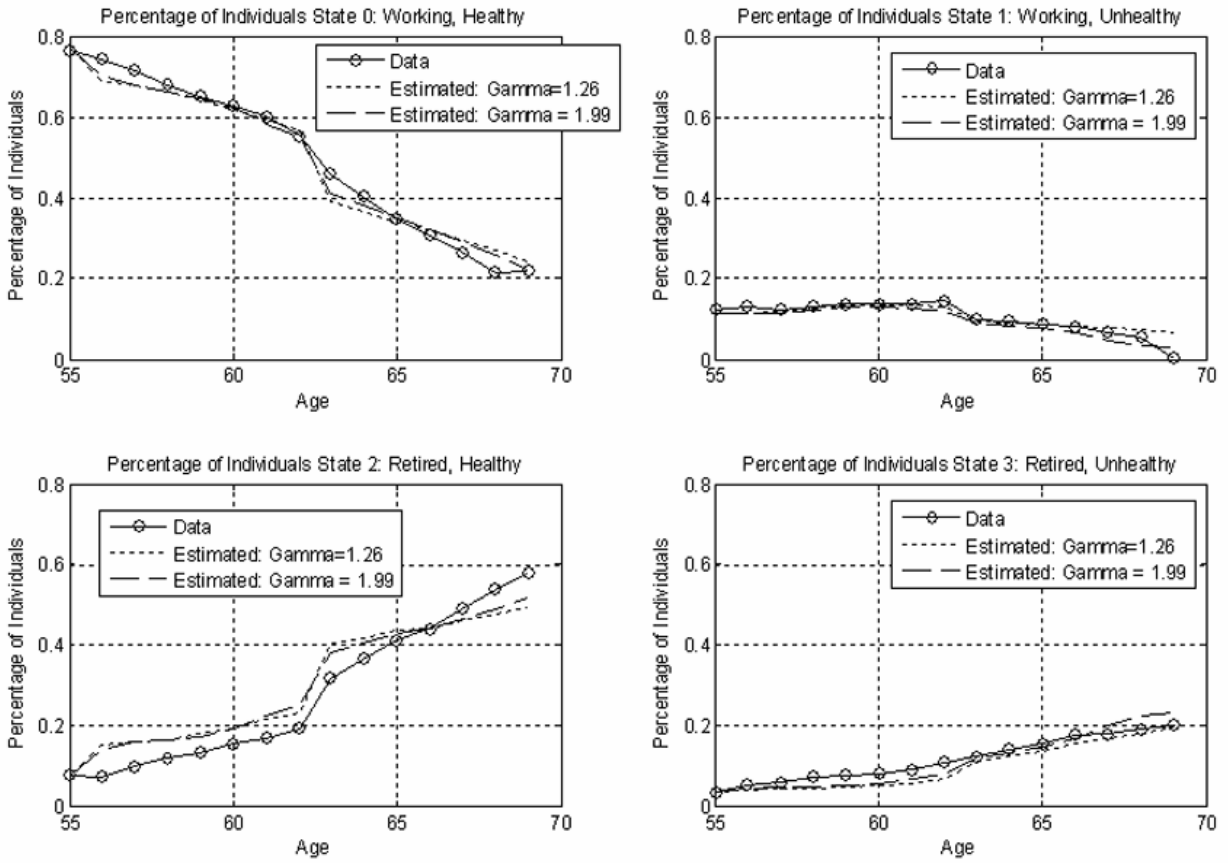 Percentage of Individuals State 0: Working, Healthy
0.8
0.6
0.4
0.2
0
Percentage of Individuals
Data
Estimated: Gamma=1.26
Estimated: Gamma = 1.99
55
60
65
70
Age
Percentage of Individuals State 1: Working, Unhealthy
0.8
0.6
0.4
0.2
0
Percentage of Individuals
Data
Estimated: Gamma=1.26
Estimated: Gamma = 1.99
55
60
65
70
Age
Percentage of Individuals State 2: Retired, Healthy
0.8
0.6
0.4
0.2
0
Percentage of Individuals
Data
Estimated: Gamma=1.26
Estimated: Gamma = 1.99
55
60
65
70
Age
Percentage of Individuals State 3: Retired, Unhealthy
0.8
0.6
0.4
0.2
0
Percentage of Individuals
Data
Estimated: Gamma=1.26
Estimated: Gamma = 1.99
55
60
65
70
Age